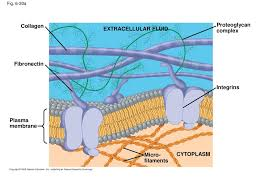 Fig. 6-30a
Collagen
EXTRACELLULAR FLUID
Proteoglycan
complex
Fibronectin
Integrins
Plasma
membrane
Micro-
filaments
CYTOPLASM